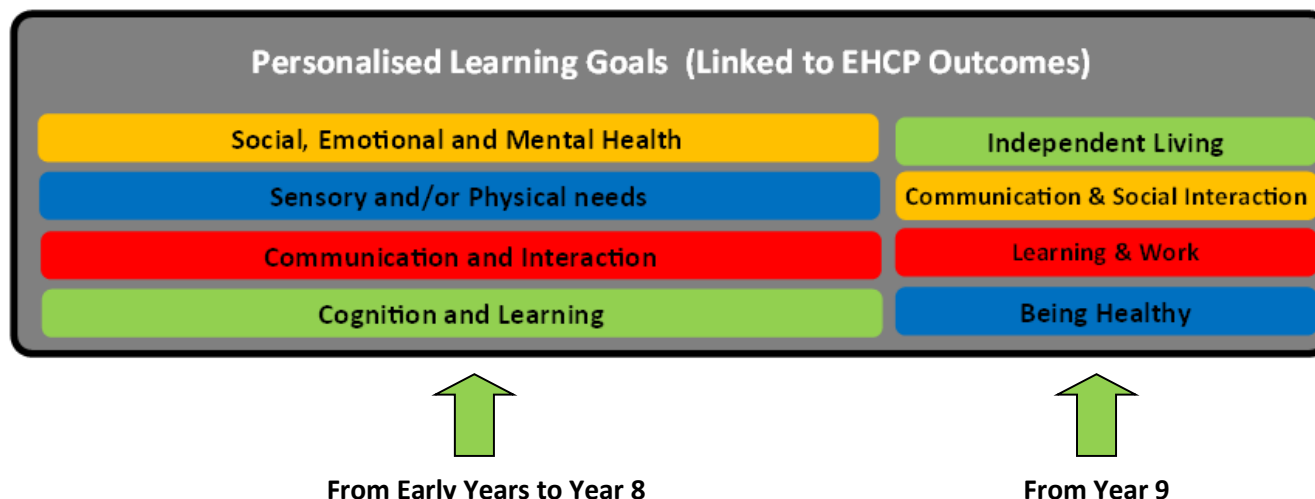 Personalised Learning Goals (Linked to EHCP Outcomes)
Social, Emotional and Mental Health
Sensory and/or Physical needs
Communication and Interaction
Cognition and Learning
Independent Living
Communication & Social Interaction
Learning & Work
Being Healthy
From Early Years to Year 8
From Year 9